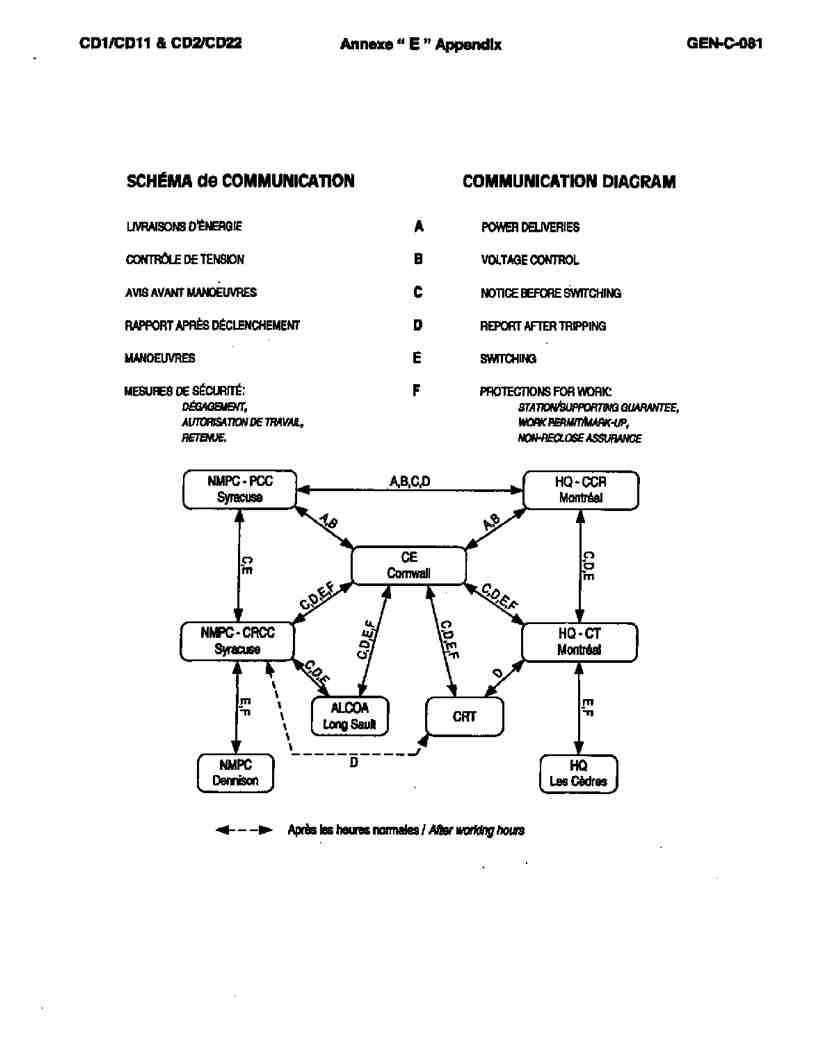 CD1/CD11 & CD2/CD22 Annexe " E " Appendix GEN-C-081
SCHÉMA de COMMUNICATION COMMUNICATION DIAGRAM
LIVRAISONS D'ÉNERGIE A POWER DELIVERIES
CONTRÔLE DE TENSION B VOLTAGE CONTROL
AVIS AVANT MANOEUVRES C NOTICE BEFORE SWITCHING
RAPPORT APRÈS DÉCLENCHEMENT D REPORT AFTER TRIPPING
MANOEUVRES E SWITCHING
MESURES DE SÉCURITÉ: F PROTECTIONS FOR WORK:
DÉGAGEMENT, STATION/SUPPORTING GUARANTEE,
AUTORISATION DE TRAVAIL, WORK PERMIT/MARK-UP,
RETENUE. NON-RECLOSE ASSURANCE
NMPC - PCC A,B,C,D HQ - CCR
Syracuse Montréal
A,B A,B
CE
Cornwall
C,E C,D,E
C,D,E,F C,D,E,F
NMPC - CRCC C,D,E,F C,D,E,F HQ - CT
Syracuse Montréal
C,D,E D
E,F E,F
ALCOA CRT
Long Sault
D
NMPC HQ
Dennison Les Cèdres
Après les heures normales / After working hours